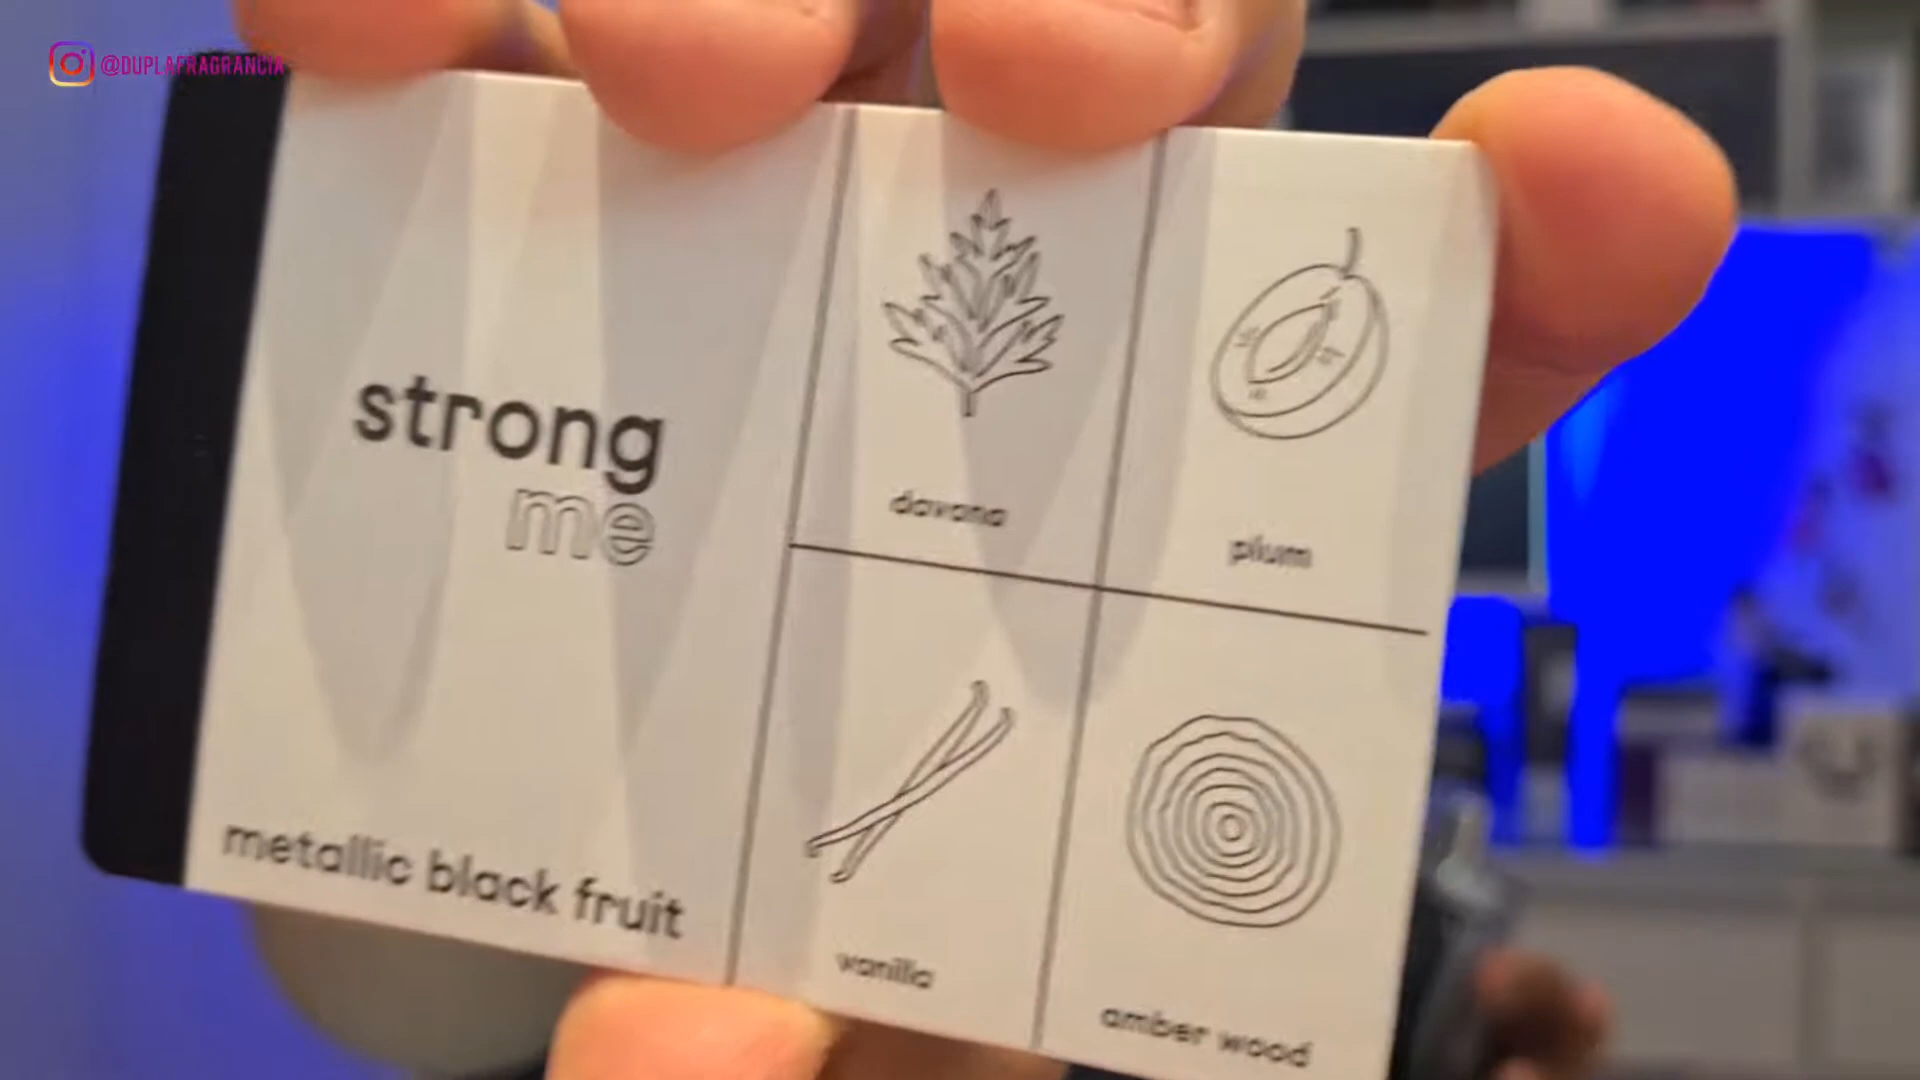 @DUPLAFRAGRANCIA
strong
me
metallic black fruit
davana
plum
vanilla
amber wood